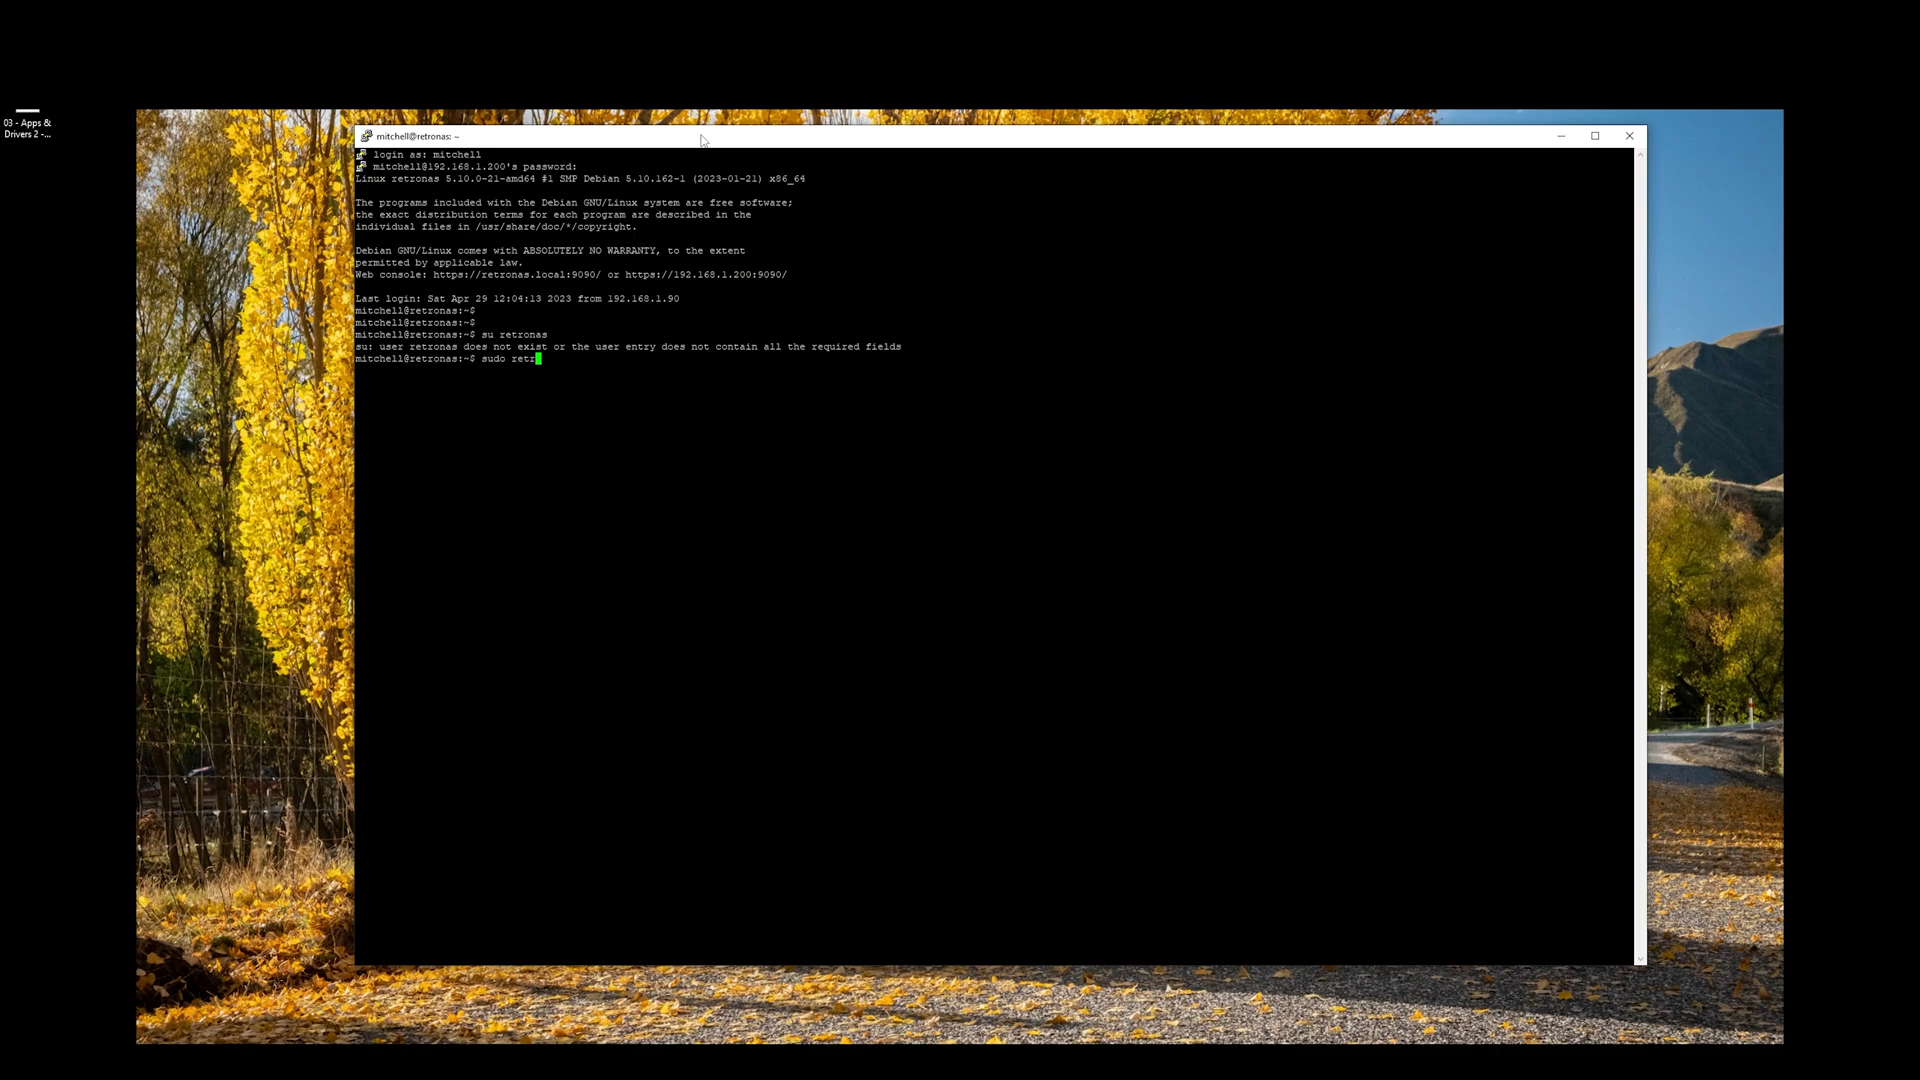 03 - Apps &
Drivers 2 -...
mitchell@retronas: ~
login as: mitchell
mitchell@192.168.1.200's password:
Linux retronas 5.10.0-21-amd64 #1 SMP Debian 5.10.162-1 (2023-01-21) x86_64
The programs included with the Debian GNU/Linux system are free software;
the exact distribution terms for each program are described in the
individual files in /usr/share/doc/*/copyright.
Debian GNU/Linux comes with ABSOLUTELY NO WARRANTY, to the extent
permitted by applicable law.
Web console: https://retronas.local:9090/ or https://192.168.1.200:9090/
Last login: Sat Apr 29 12:04:13 2023 from 192.168.1.90
mitchell@retronas:~$
mitchell@retronas:~$
mitchell@retronas:~$ su retronas
su: user retronas does not exist or the user entry does not contain all the required fields
mitchell@retronas:~$ sudo retr